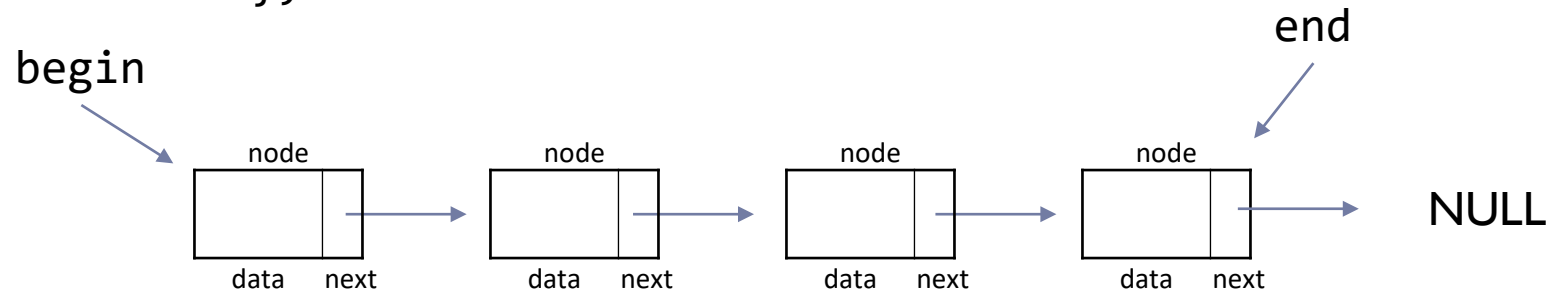 };
end
begin
node node node node
NULL
data next data next data next data next